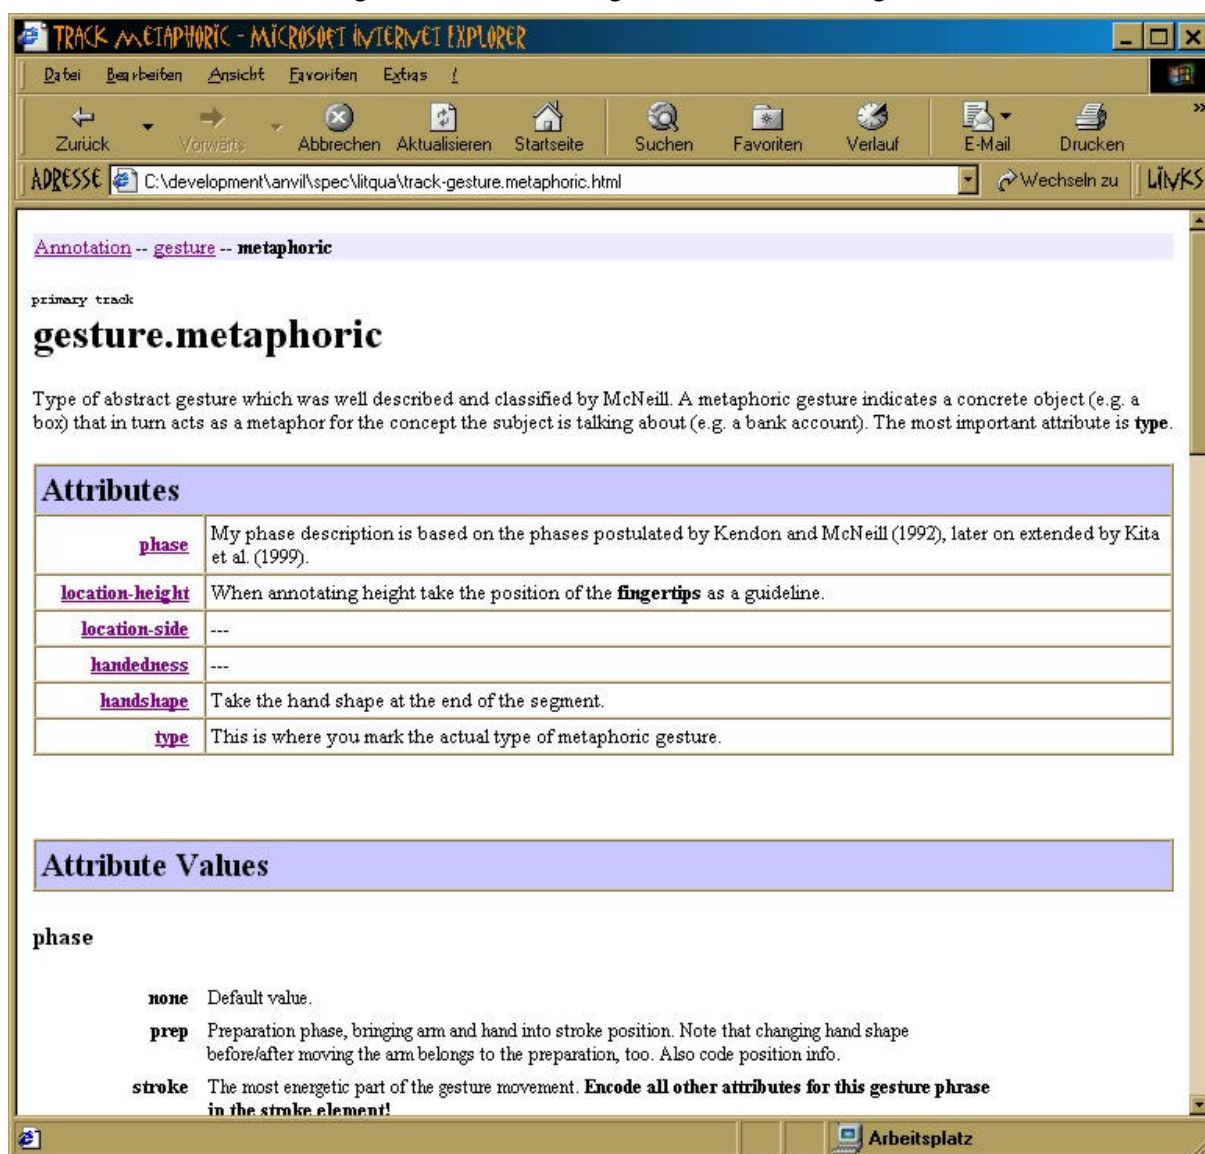 TRACK METAPHORIC - MICROSOFT INTERNET EXPLORER
Datei Bearbeiten Ansicht Favoriten Extras ?
Zurück Vorwärts Abbrechen Aktualisieren Startseite Suchen Favoriten Verlauf E-Mail Drucken »
ADRESSE C:\development\anvil\spec\litqua\track-gesture.metaphoric.html Wechseln zu LINKS
Annotation -- gesture -- metaphoric
primary track
gesture.metaphoric
Type of abstract gesture which was well described and classified by McNeill. A metaphoric gesture indicates a concrete object (e.g. a
box) that in turn acts as a metaphor for the concept the subject is talking about (e.g. a bank account). The most important attribute is type.
Attributes
phase My phase description is based on the phases postulated by Kendon and McNeill (1992), later on extended by Kita
et al. (1999).
location-height When annotating height take the position of the fingertips as a guideline.
location-side ---
handedness ---
handshape Take the hand shape at the end of the segment.
type This is where you mark the actual type of metaphoric gesture.
Attribute Values
phase
none Default value.
prep Preparation phase, bringing arm and hand into stroke position. Note that changing hand shape
before/after moving the arm belongs to the preparation, too. Also code position info.
stroke The most energetic part of the gesture movement. Encode all other attributes for this gesture phrase
in the stroke element!
Arbeitsplatz